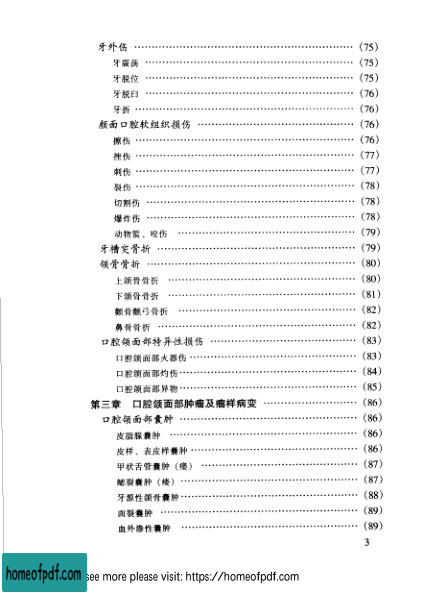 牙外伤 …………………………………………… (75)
牙震荡 …………………………………………… (75)
牙脱位 …………………………………………… (75)
牙脱臼 …………………………………………… (76)
牙折 …………………………………………… (76)
颜面口腔软组织损伤 …………………………………………… (76)
擦伤 …………………………………………… (76)
挫伤 …………………………………………… (77)
刺伤 …………………………………………… (77)
裂伤 …………………………………………… (78)
切割伤 …………………………………………… (78)
爆炸伤 …………………………………………… (78)
动物蜇、咬伤 …………………………………………… (79)
牙槽突骨折 …………………………………………… (79)
颌骨骨折 …………………………………………… (80)
上颌骨骨折 …………………………………………… (80)
下颌骨骨折 …………………………………………… (81)
颧骨颧弓骨折 …………………………………………… (82)
鼻骨骨折 …………………………………………… (82)
口腔颌面部特异性损伤 …………………………………………… (83)
口腔颌面部火器伤 …………………………………………… (83)
口腔颌面部灼伤 …………………………………………… (84)
口腔颌面部异物 …………………………………………… (85)
第三章 口腔颌面部肿瘤及瘤样病变 …………………………………………… (86)
口腔颌面部囊肿 …………………………………………… (86)
皮脂腺囊肿 …………………………………………… (86)
皮样、表皮样囊肿 …………………………………………… (86)
甲状舌管囊肿（瘘） …………………………………………… (87)
鳃裂囊肿（瘘） …………………………………………… (87)
牙源性颌骨囊肿 …………………………………………… (88)
面裂囊肿 …………………………………………… (89)
血外渗性囊肿 …………………………………………… (89)
3
homeofpdf.com
see more please visit: https://homeofpdf.com